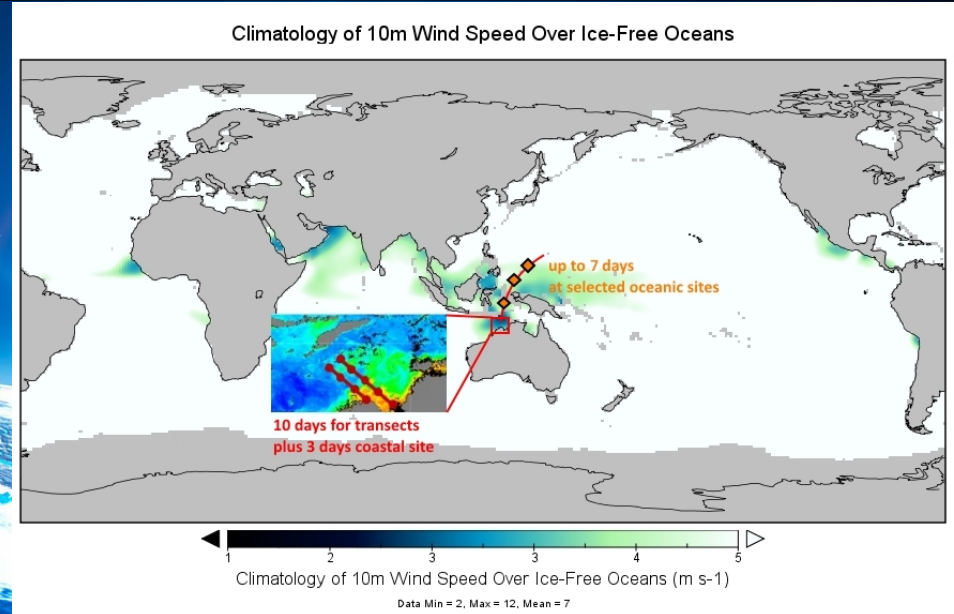 Climatology of 10m Wind Speed Over Ice-Free Oceans
up to 7 days
at selected oceanic sites
10 days for transects
plus 3 days coastal site
1 2 3 3 4 5
Climatology of 10m Wind Speed Over Ice-Free Oceans (m s-1)
Data Min = 2, Max = 12, Mean = 7